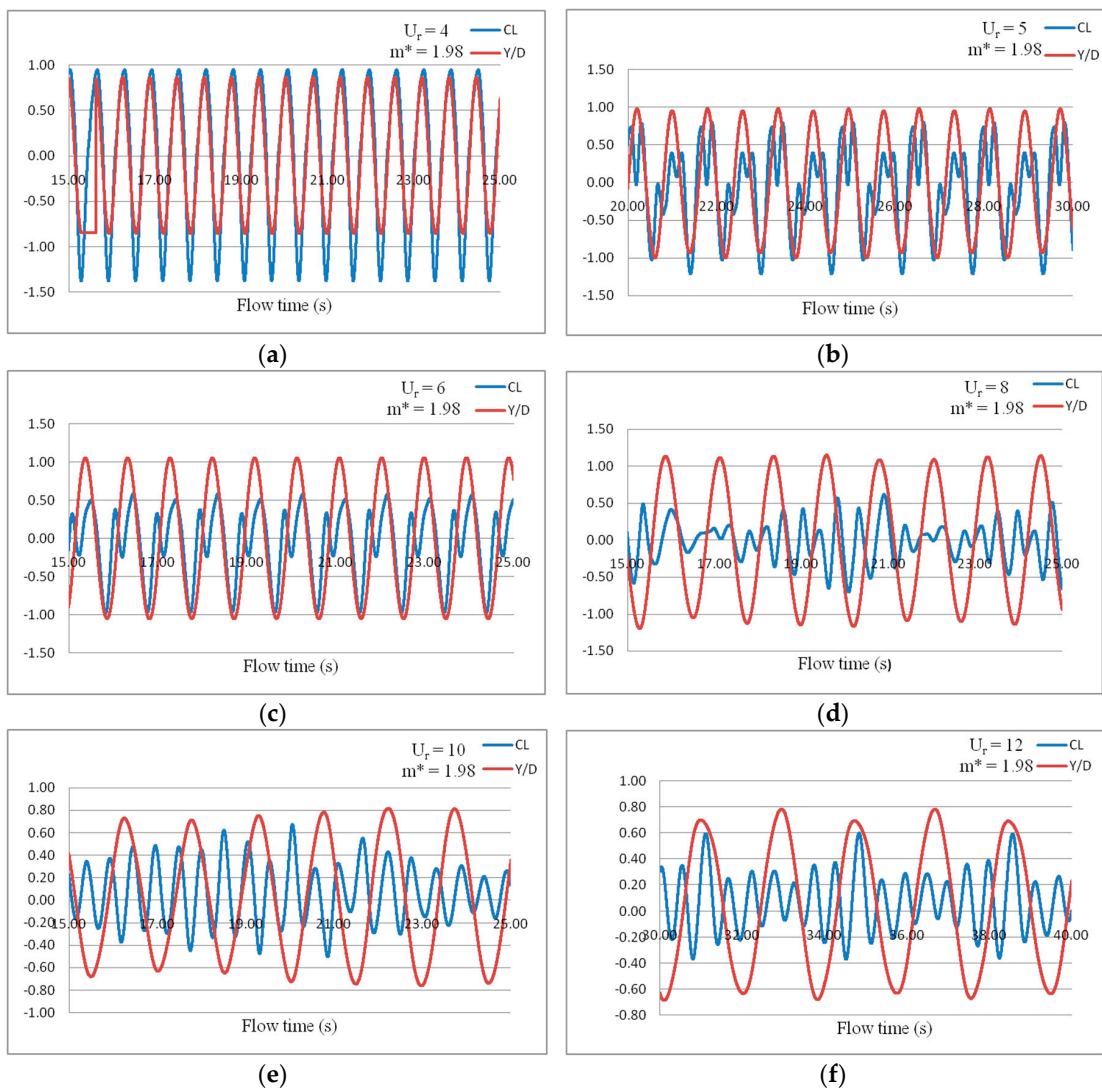 U_r = 4 CL
m* = 1.98 Y/D
1.00
0.50
0.00
15.00 17.00 19.00 21.00 23.00 25.00
-0.50
-1.00
-1.50
Flow time (s)
(a)
U_r = 5 CL
m* = 1.98 Y/D
1.50
1.00
0.50
0.00
20.00 22.00 24.00 26.00 28.00 30.00
-0.50
-1.00
-1.50
Flow time (s)
(b)
U_r = 6 CL
m* = 1.98 Y/D
1.50
1.00
0.50
0.00
15.00 17.00 19.00 21.00 23.00 25.00
-0.50
-1.00
-1.50
Flow time (s)
(c)
U_r = 8 CL
m* = 1.98 Y/D
1.50
1.00
0.50
0.00
15.00 17.00 19.00 21.00 23.00 25.00
-0.50
-1.00
-1.50
Flow time (s)
(d)
U_r = 10 CL
m* = 1.98 Y/D
1.00
0.80
0.60
0.40
0.20
0.00
-0.20
15.00 17.00 19.00 21.00 23.00 25.00
-0.40
-0.60
-0.80
-1.00
Flow time (s)
(e)
U_r = 12 CL
m* = 1.98 Y/D
1.00
0.80
0.60
0.40
0.20
0.00
-0.20
30.00 32.00 34.00 36.00 38.00 40.00
-0.40
-0.60
-0.80
Flow time (s)
(f)